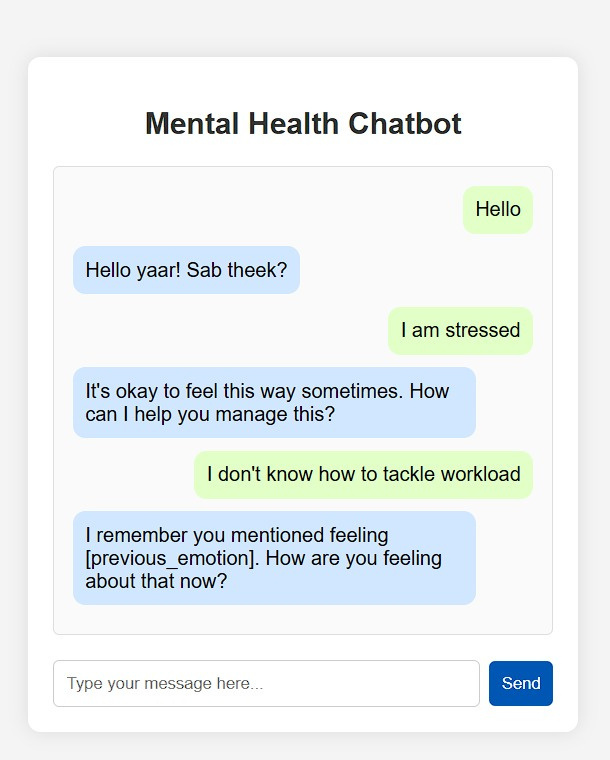 Mental Health Chatbot
Hello
Hello yaar! Sab theek?
I am stressed
It's okay to feel this way sometimes. How
can I help you manage this?
I don't know how to tackle workload
I remember you mentioned feeling
[previous_emotion]. How are you feeling
about that now?
Type your message here...
Send